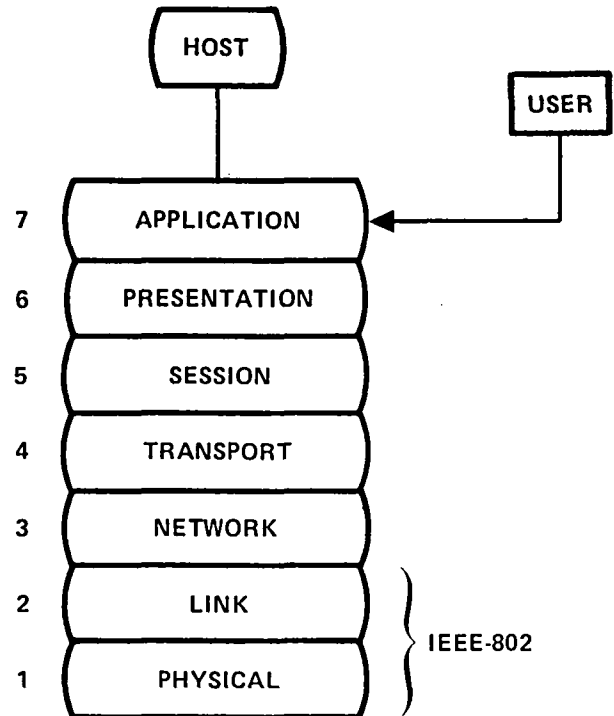 HOST
USER
7 APPLICATION
6 PRESENTATION
5 SESSION
4 TRANSPORT
3 NETWORK
2 LINK
IEEE-802
1 PHYSICAL